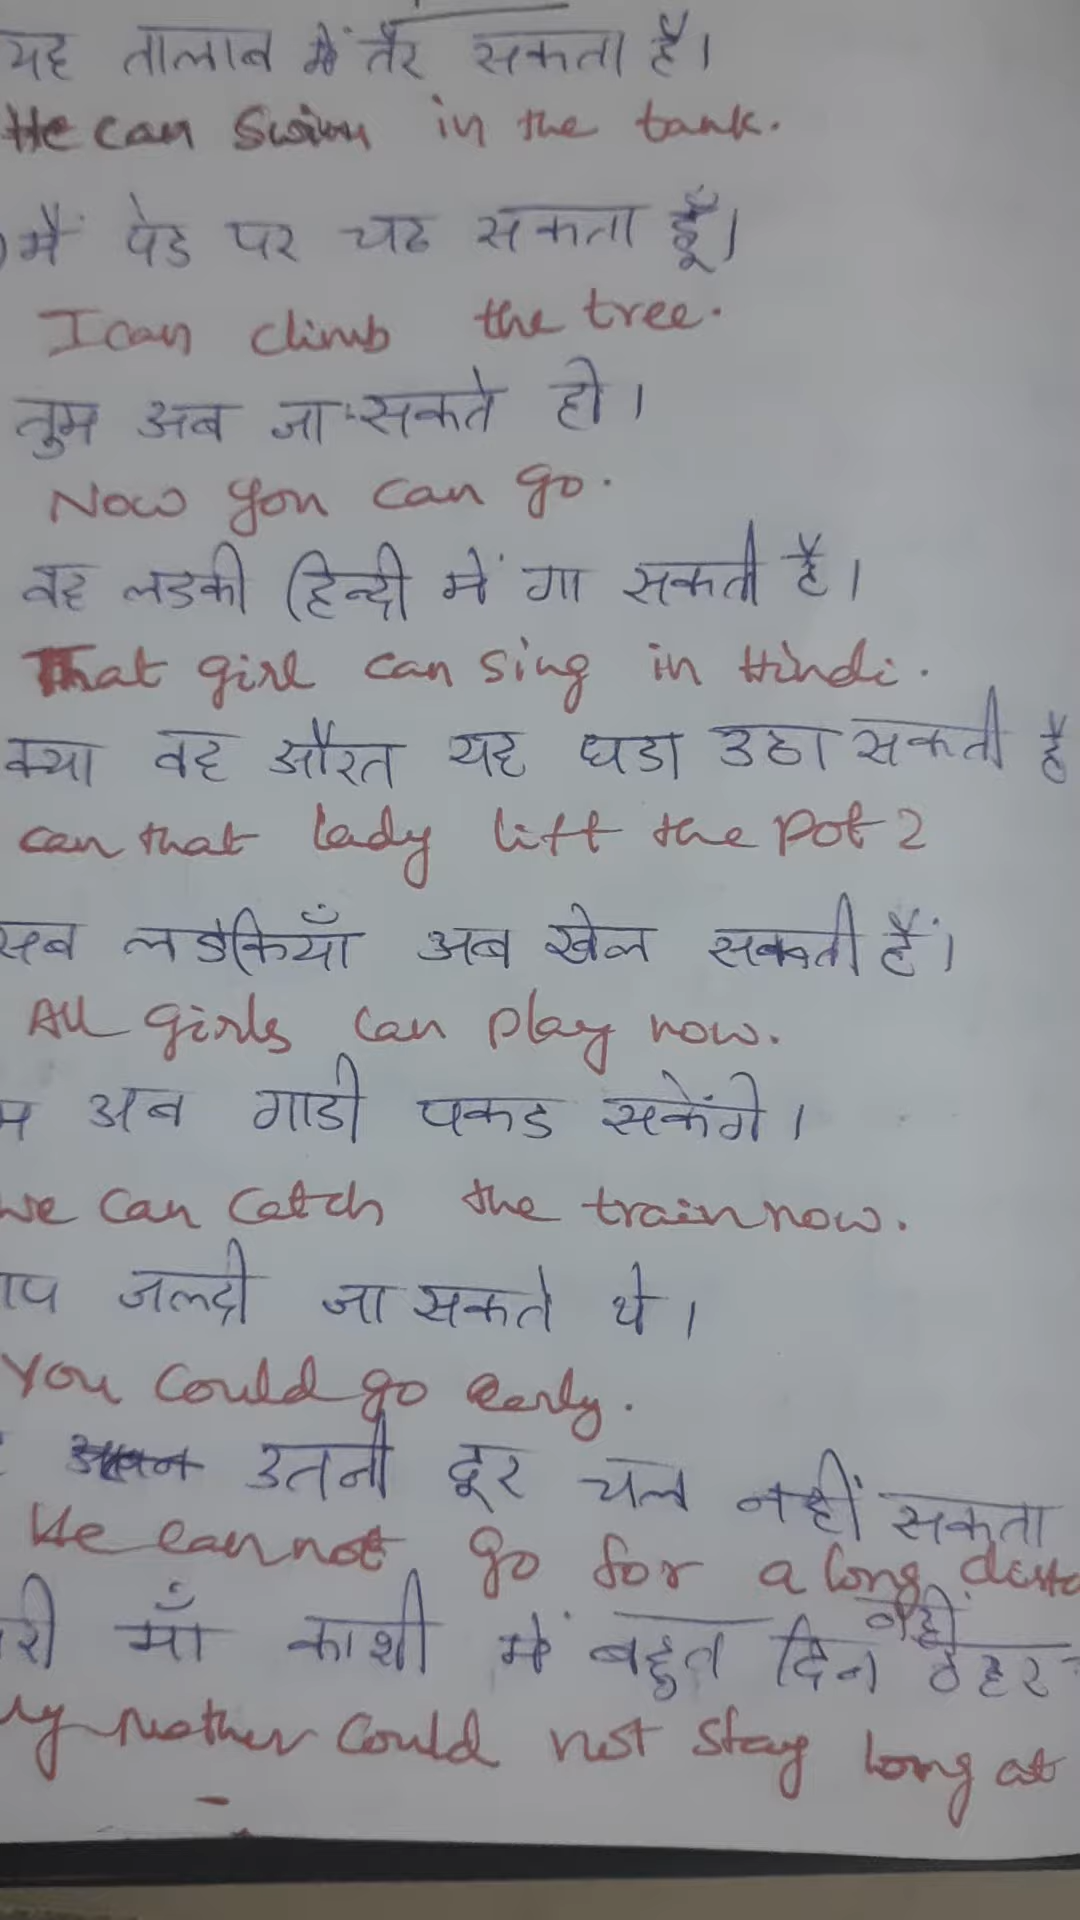 यह तालाब में तैर सकता है।
He can swim in the tank.
मैं पेड पर चढ सकता हूँ।
I can climb the tree.
तुम अब जा सकते हो।
Now you can go.
वह लडकी हिन्दी में गा सकती है।
That girl can sing in Hindi.
क्या वह औरत यह घडा उठा सकती है
can that lady lift the pot ?
सब लडकियाँ अब खेल सकती हैं।
All girls can play now.
अब गाडी पकड सकेंगे।
we can catch the train now.
जल्दी जा सकते थे।
You could go early.
उतनी दूर चल नहीं सकता
He cannot go for a long
माँ काशी में बहुत दिन नहीं ठहर
mother could not stay long at